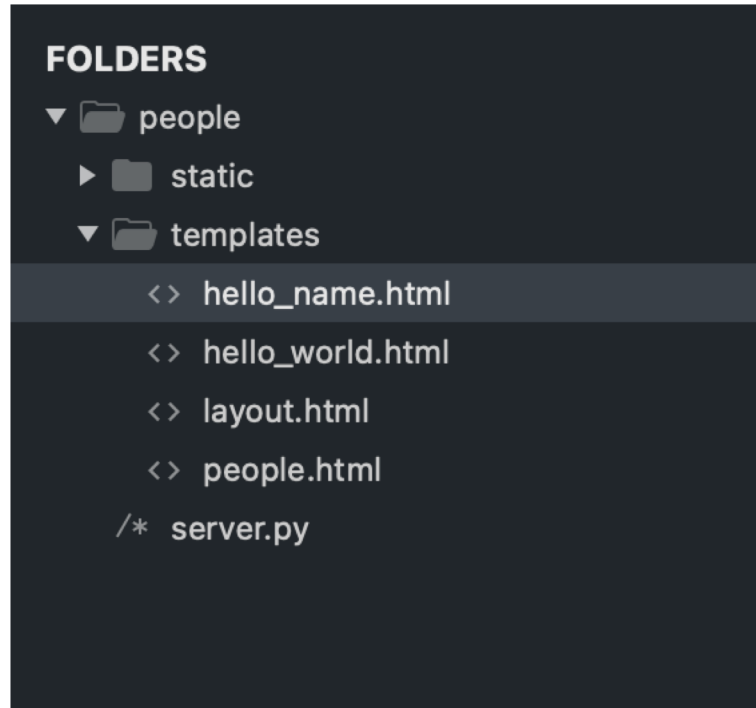 FOLDERS
people
static
templates
<> hello_name.html
<> hello_world.html
<> layout.html
<> people.html
/* server.py